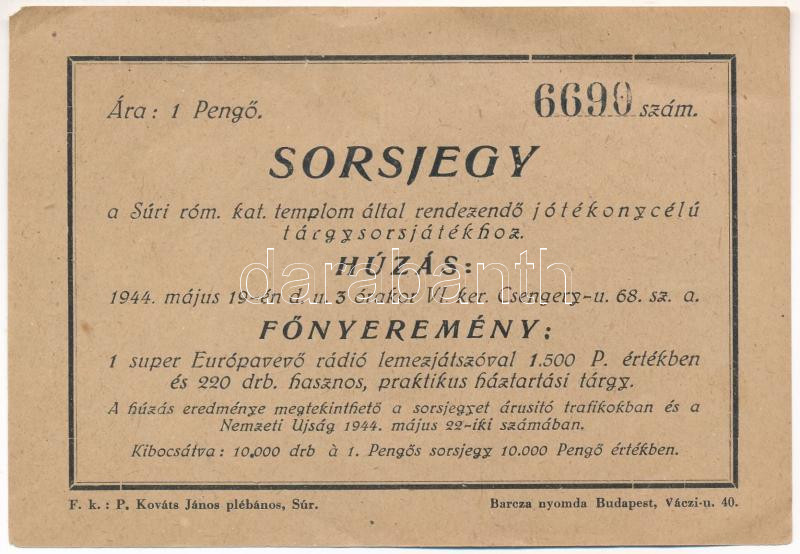 Ára: 1 Pengő.
6690 szám.
SORSJEGY
a Súri róm. kat. templom által rendezendő jótékonycélú
tárgysorsjátékhoz.
HÚZÁS:
1944. május 19-én d. u. 3 órakor VI. ker. Csengery-u. 68. sz. a.
FŐNYEREMÉNY:
1 super Európavevő rádió lemezjátszóval 1.500 P. értékben
és 220 drb. hasznos, praktikus háztartási tárgy.
A húzás eredménye megtekinthető a sorsjegyet árusitó trafikokban és a
Nemzeti Ujság 1944. május 22-iki számában.
Kibocsátva: 10.000 drb à 1. Pengős sorsjegy 10.000 Pengő értékben.
F. k.: P. Kováts János plébános, Súr.
Barcza nyomda Budapest, Váczi-u. 40.
darabanth